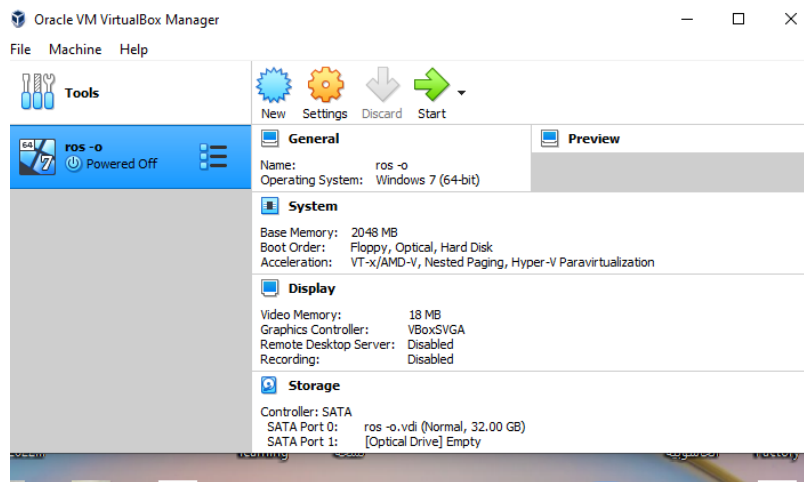 Oracle VM VirtualBox Manager
File Machine Help
Tools
New Settings Discard Start
64 7 ros -o
Powered Off
General
Name: ros -o
Operating System: Windows 7 (64-bit)
Preview
System
Base Memory: 2048 MB
Boot Order: Floppy, Optical, Hard Disk
Acceleration: VT-x/AMD-V, Nested Paging, Hyper-V Paravirtualization
Display
Video Memory: 18 MB
Graphics Controller: VBoxSVGA
Remote Desktop Server: Disabled
Recording: Disabled
Storage
Controller: SATA
SATA Port 0: ros -o.vdi (Normal, 32.00 GB)
SATA Port 1: [Optical Drive] Empty